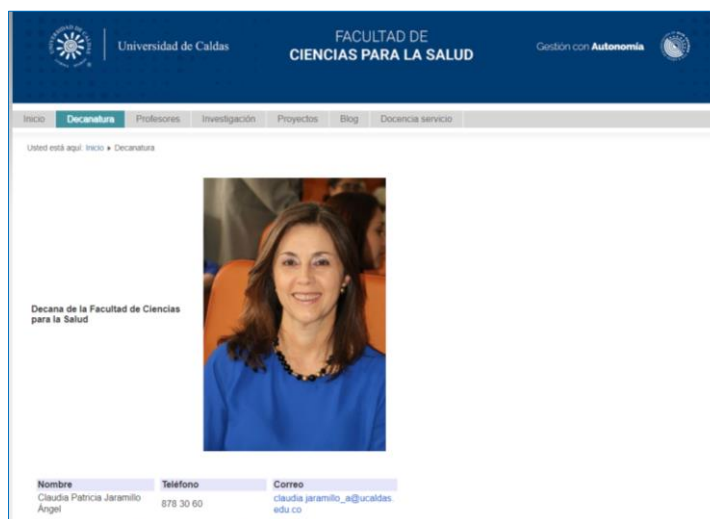 Universidad de Caldas
FACULTAD DE
CIENCIAS PARA LA SALUD
Gestión con Autonomía
Inicio Decanatura Profesores Investigación Proyectos Blog Docencia servicio
Usted está aquí: Inicio ▸ Decanatura
Decana de la Facultad de Ciencias
para la Salud
Nombre Teléfono Correo
Claudia Patricia Jaramillo
Ángel
878 30 60
claudia.jaramillo_a@ucaldas.
edu.co